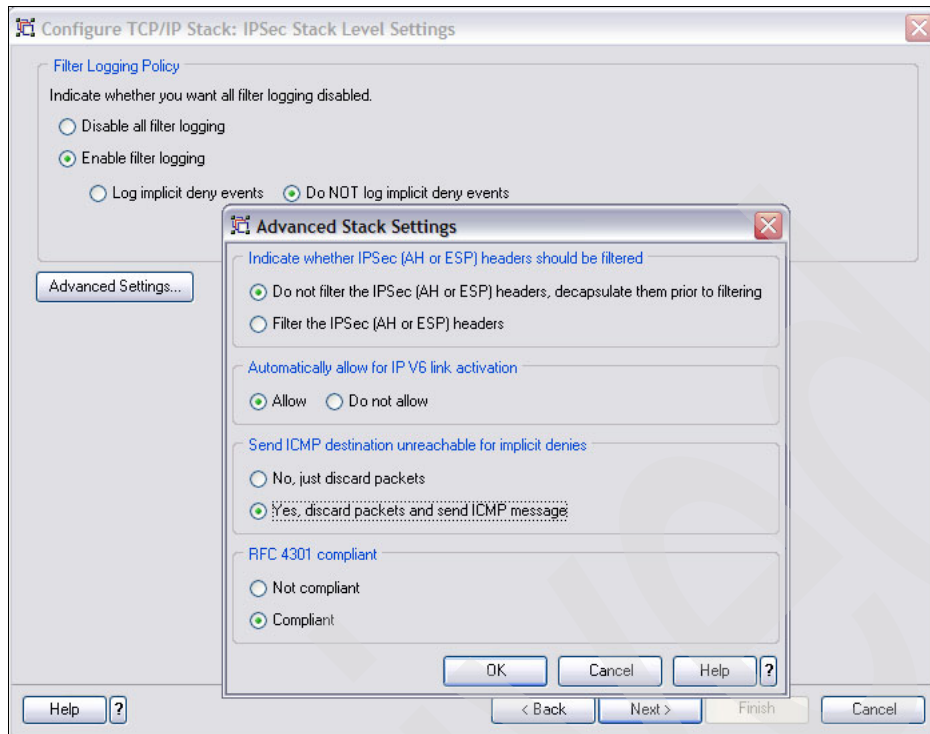 Configure TCP/IP Stack: IPSec Stack Level Settings
Filter Logging Policy
Indicate whether you want all filter logging disabled.
Disable all filter logging
Enable filter logging
Log implicit deny events Do NOT log implicit deny events
Advanced Settings...
Advanced Stack Settings
Indicate whether IPSec (AH or ESP) headers should be filtered
Do not filter the IPSec (AH or ESP) headers, decapsulate them prior to filtering
Filter the IPSec (AH or ESP) headers
Automatically allow for IP V6 link activation
Allow Do not allow
Send ICMP destination unreachable for implicit denies
No, just discard packets
Yes, discard packets and send ICMP message
RFC 4301 compliant
Not compliant
Compliant
OK Cancel Help ?
Help ? < Back Next > Finish Cancel